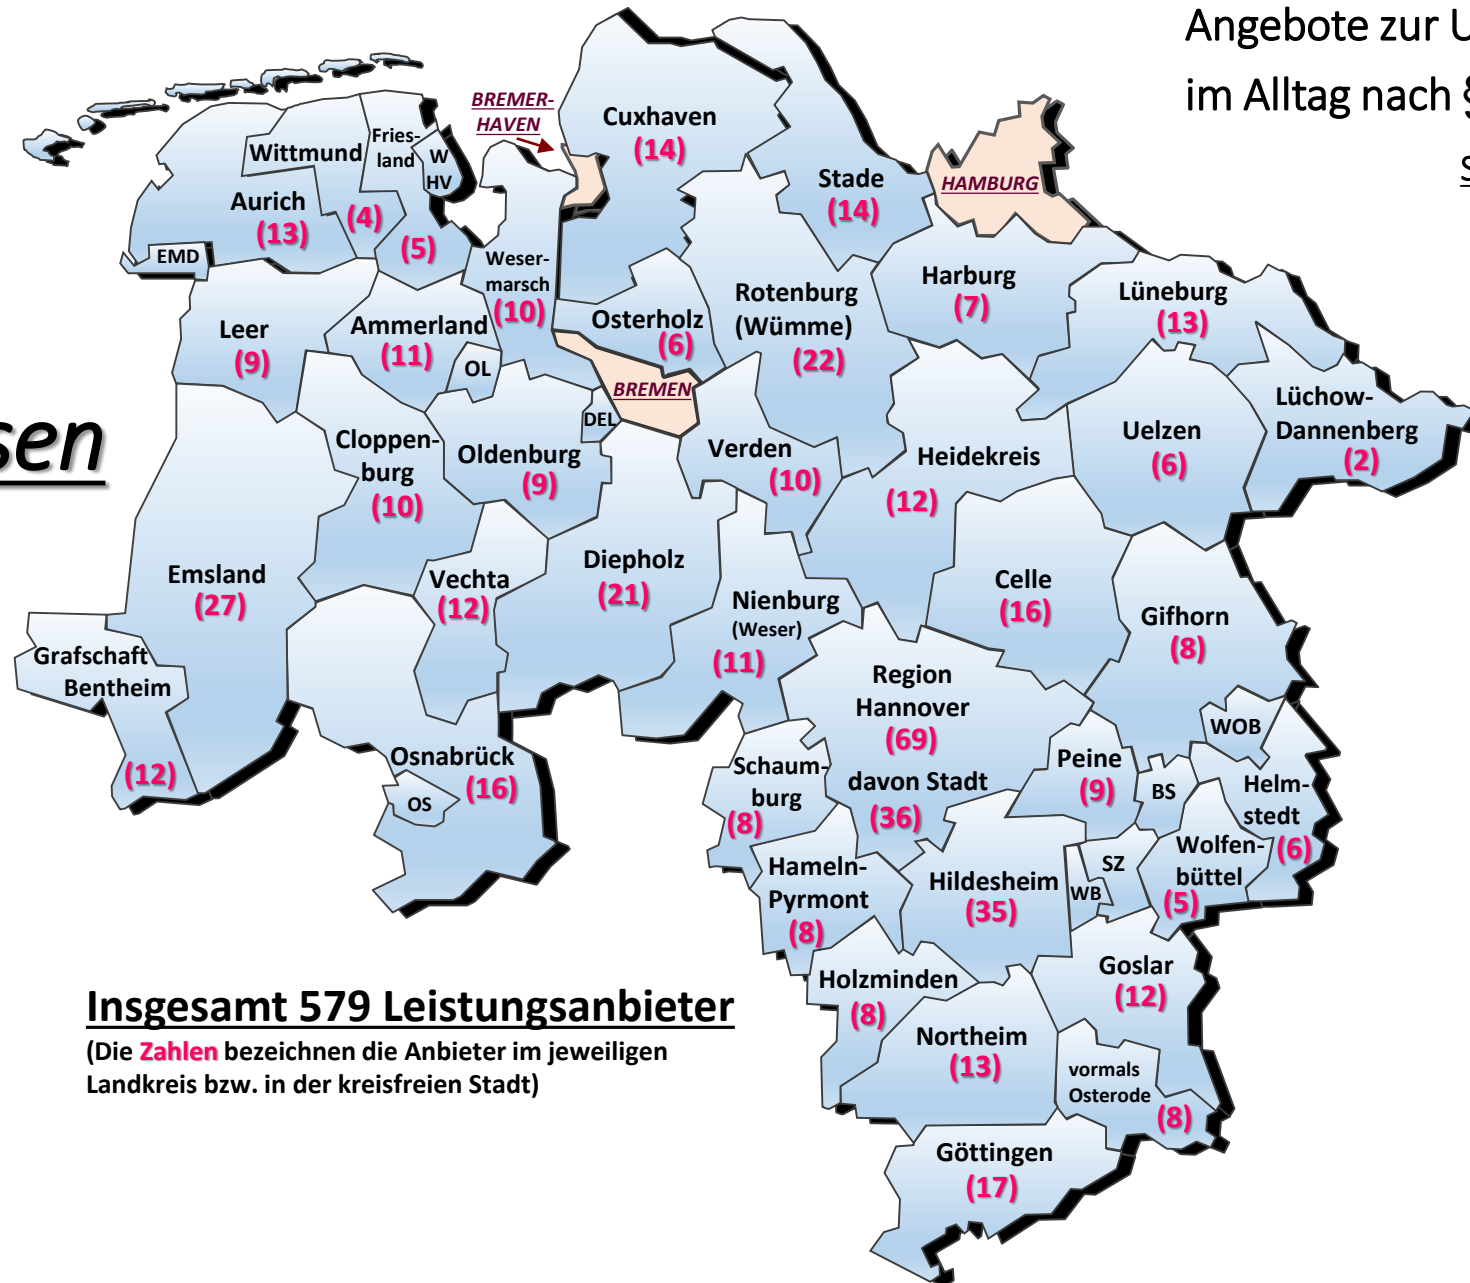 Angebote zur U
im Alltag nach §
S
sen
BREMER-
HAVEN
Cuxhaven
(14)
Fries-
land
W
HV
Wittmund
(4)
(5)
Aurich
(13)
EMD
Stade
(14)
HAMBURG
Weser-
marsch
(10)
Harburg
(7)
Lüneburg
(13)
Rotenburg
(Wümme)
(22)
Osterholz
(6)
Leer
(9)
Ammerland
(11)
OL
BREMEN
DEL
Lüchow-
Dannenberg
(2)
Uelzen
(6)
Cloppen-
burg
(10)
Oldenburg
(9)
Verden
(10)
Heidekreis
(12)
Emsland
(27)
Vechta
(12)
Diepholz
(21)
Nienburg
(Weser)
(11)
Celle
(16)
Gifhorn
(8)
Grafschaft
Bentheim
(12)
Region
Hannover
(69)
davon Stadt
(36)
WOB
Osnabrück
(16)
OS
Schaum-
burg
(8)
Peine
(9)
BS
Helm-
stedt
(6)
Wolfen-
büttel
(5)
SZ
WB
Hameln-
Pyrmont
(8)
Hildesheim
(35)
Holzminden
(8)
Goslar
(12)
Northeim
(13)
vormals
Osterode
(8)
Göttingen
(17)
Insgesamt 579 Leistungsanbieter
(Die Zahlen bezeichnen die Anbieter im jeweiligen
Landkreis bzw. in der kreisfreien Stadt)